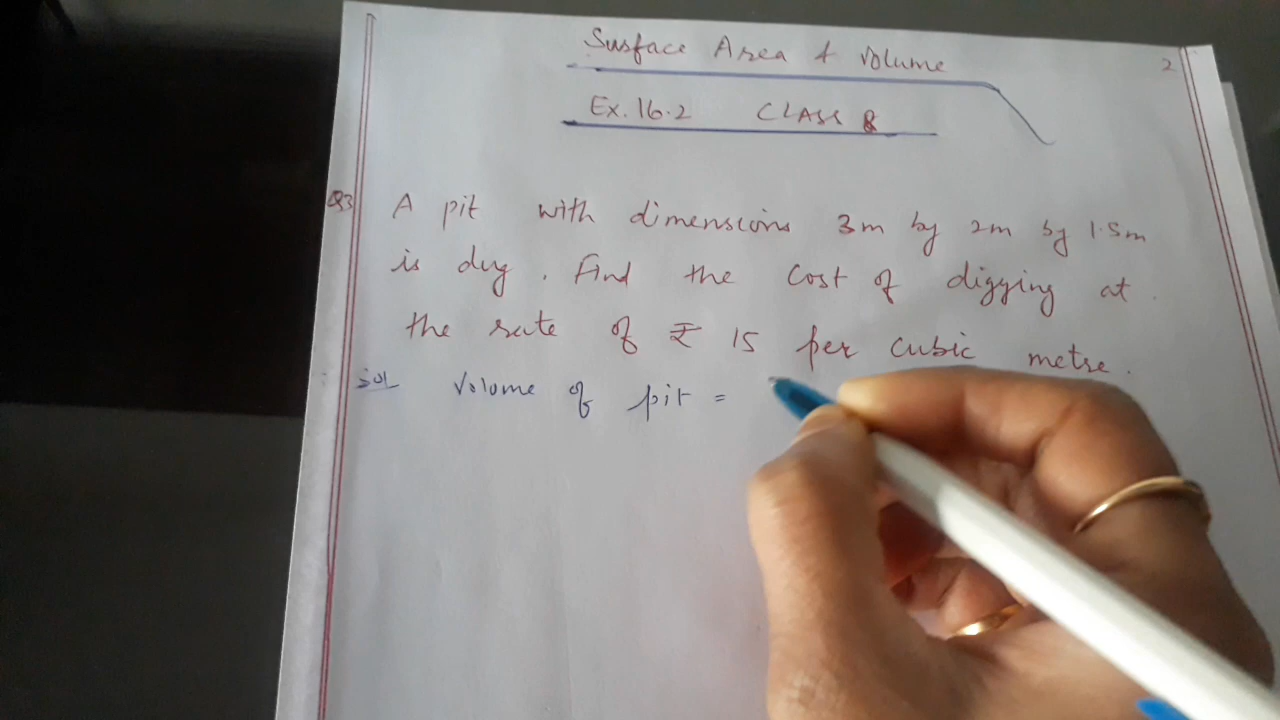 Surface Area & Volume
2
Ex. 16.2 CLASS 8
Q3 A pit with dimensions 3m by 2m by 1.5m
is dug. Find the cost of digging at
the rate of ₹ 15 per cubic metre.
Sol Volume of pit =